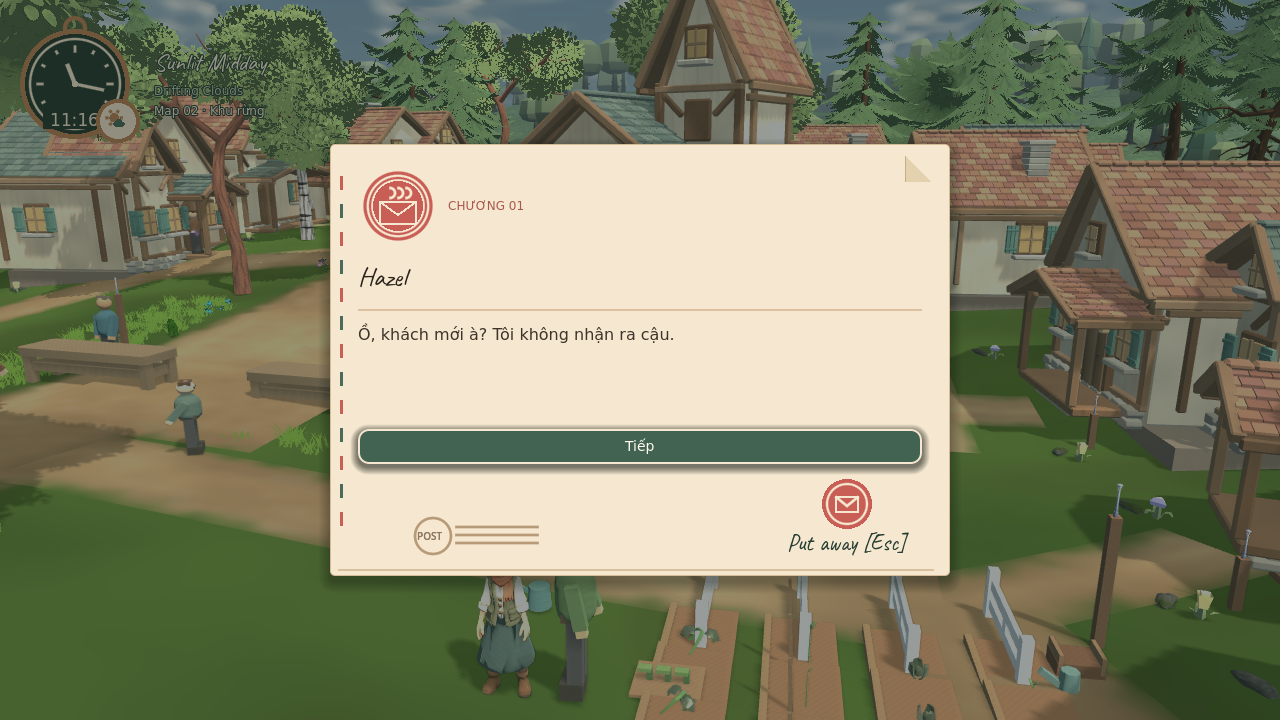 Sunlit Midday
Drifting Clouds
Map 02 · Khu rừng
11:16
CHƯƠNG 01
Hazel
Ồ, khách mới à? Tôi không nhận ra cậu.
Tiếp
POST
Put away [Esc]